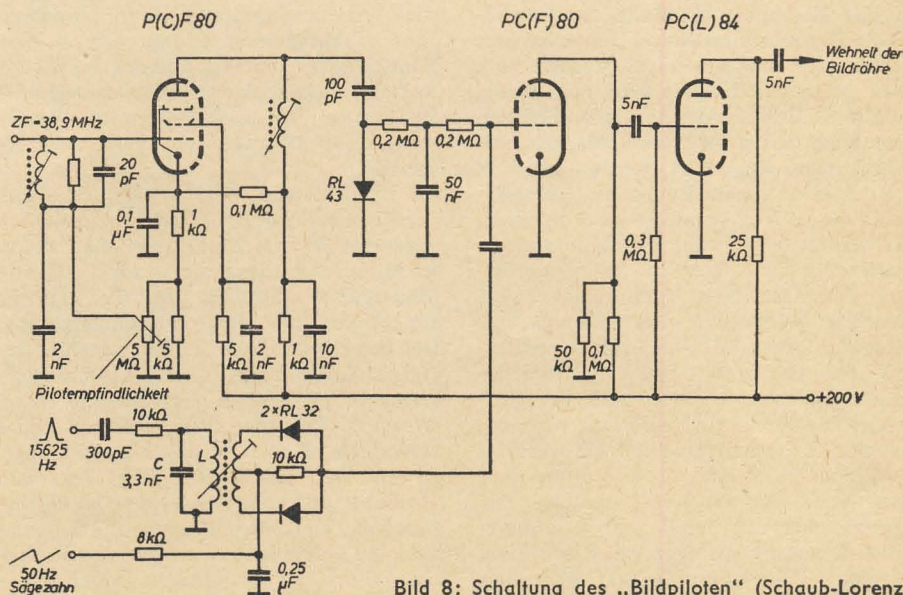 P(C)F 80
PC(F) 80
PC(L) 84
Wehnelt der
Bildröhre
5nF
5nF
100
pF
ZF=38,9 MHz
20
pF
0,2 MΩ
0,2 MΩ
RL
43
50
nF
0,1
µF
1
kΩ
0,1 MΩ
0,3
MΩ
25
kΩ
2
nF
5
MΩ
5
kΩ
5
kΩ
2
nF
1
kΩ
10
nF
50
kΩ
0,1
MΩ
Pilotempfindlichkeit
+200 V
10kΩ
2×RL 32
15625
Hz
300pF
C
3,3 nF
L
10 kΩ
8kΩ
50Hz
Sägezahn
0,25
µF
Bild 8: Schaltung des „Bildpiloten“ (Schaub-Lorenz